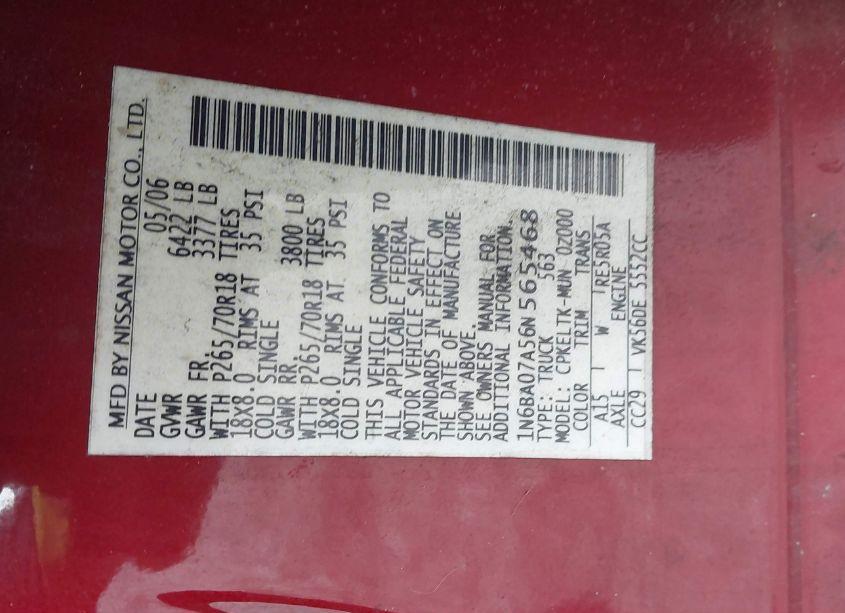 MFD BY NISSAN MOTOR CO., LTD.
DATE 05/06
GVWR 6422 LB
GAWR FR. 3377 LB
WITH P265/70R18 TIRES
18X8.0 RIMS AT 35 PSI
COLD SINGLE
GAWR RR. 3800 LB
WITH P265/70R18 TIRES
18X8.0 RIMS AT 35 PSI
COLD SINGLE
THIS VEHICLE CONFORMS TO
ALL APPLICABLE FEDERAL
MOTOR VEHICLE SAFETY
STANDARDS IN EFFECT ON
THE DATE OF MANUFACTURE
SHOWN ABOVE.
SEE OWNERS MANUAL FOR
ADDITIONAL INFORMATION
1N6BA07A56N565468
TYPE: TRUCK 563
MODEL: CPKELTK-MUN 0Z000
COLOR TRIM TRANS
A15 W RE5R05A
AXLE ENGINE
CC29 VK56DE 5552CC